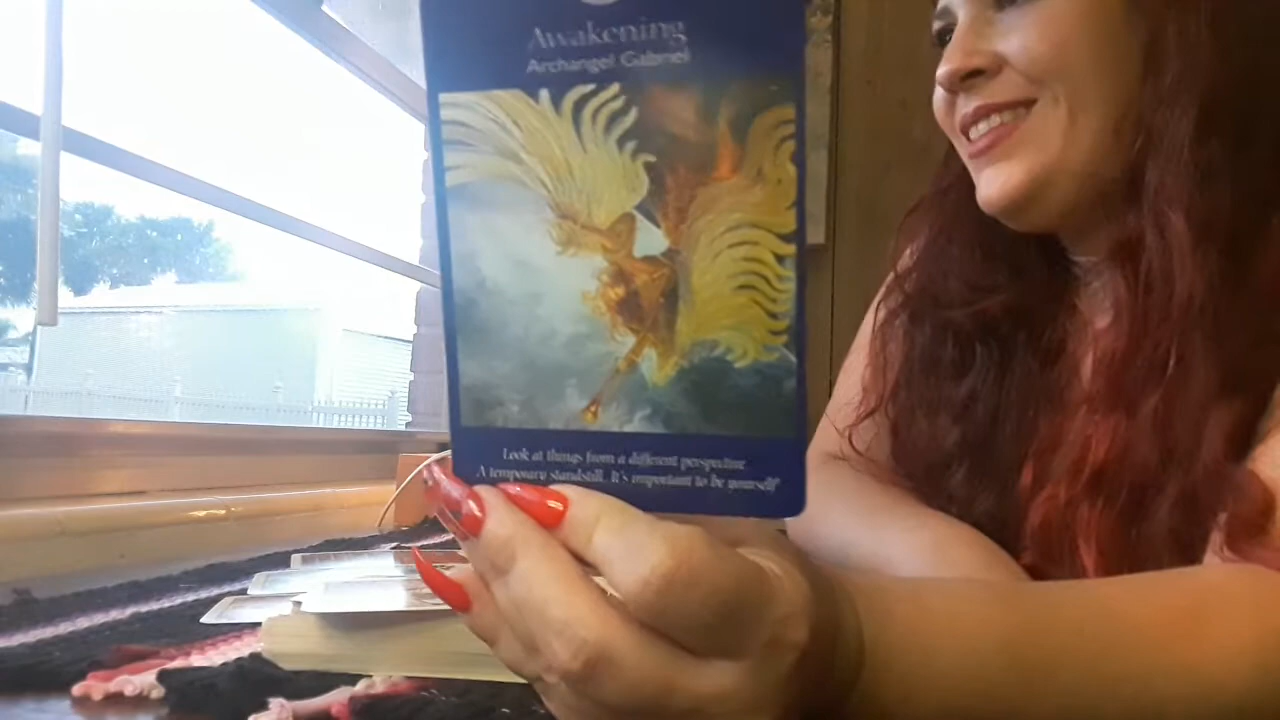 Awakening
Archangel Gabriel
Look at things from a different perspective
A temporary standstill. It's important to be yourself